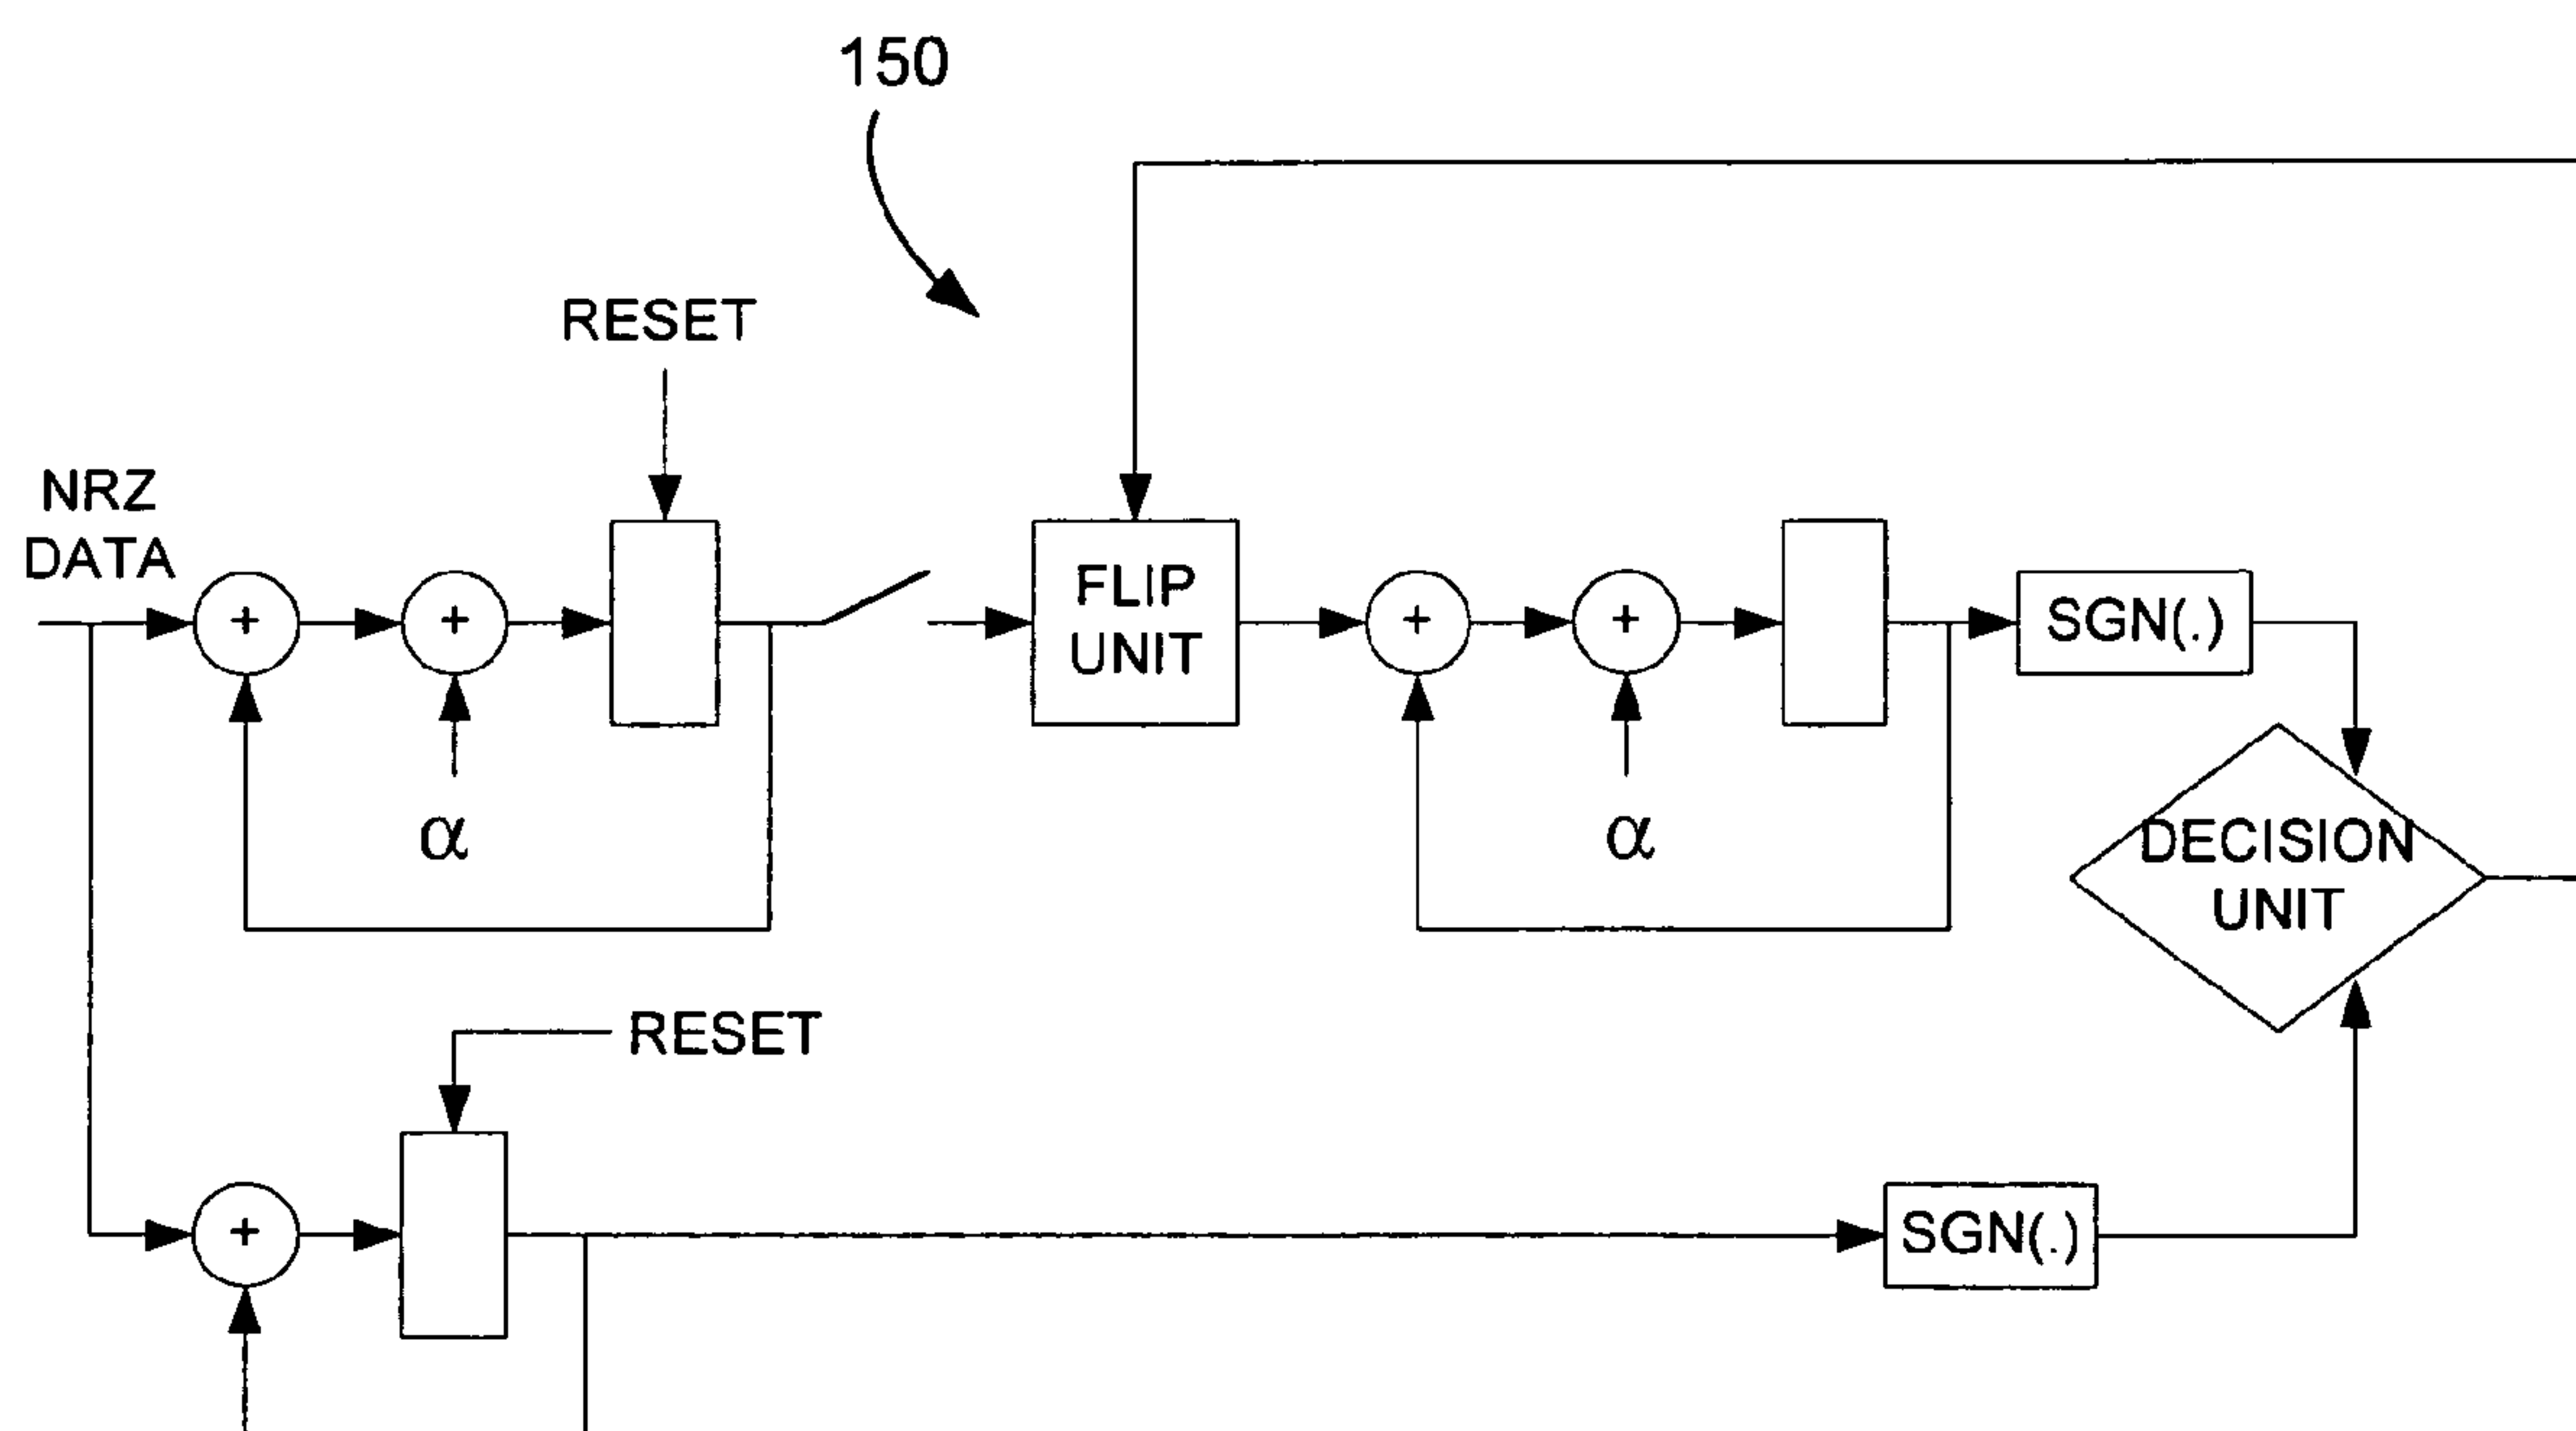 150
RESET
NRZ
DATA
+
+
FLIP
UNIT
+
+
SGN(.)
α
α
DECISION
UNIT
RESET
+
SGN(.)